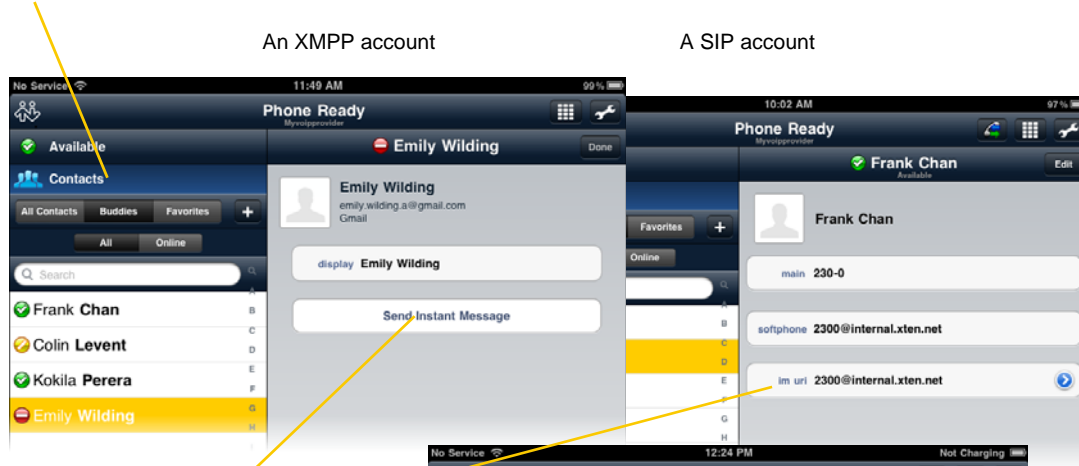 An XMPP account
A SIP account
No Service 11:49 AM 99%
Phone Ready
Myvoipprovider
Available
Contacts
All Contacts Buddies Favorites +
All Online
Search
Frank Chan
Colin Levent
Kokila Perera
Emily Wilding
A
B
C
D
E
F
G
H
Emily Wilding
Done
Emily Wilding
emily.wilding.a@gmail.com
Gmail
display Emily Wilding
Send Instant Message
10:02 AM 97%
Phone Ready
Myvoipprovider
Frank Chan
Available
Edit
Favorites +
Online
A
B
C
D
E
F
G
H
Frank Chan
main 230-0
softphone 2300@internal.xten.net
im uri 2300@internal.xten.net
No Service 12:24 PM Not Charging